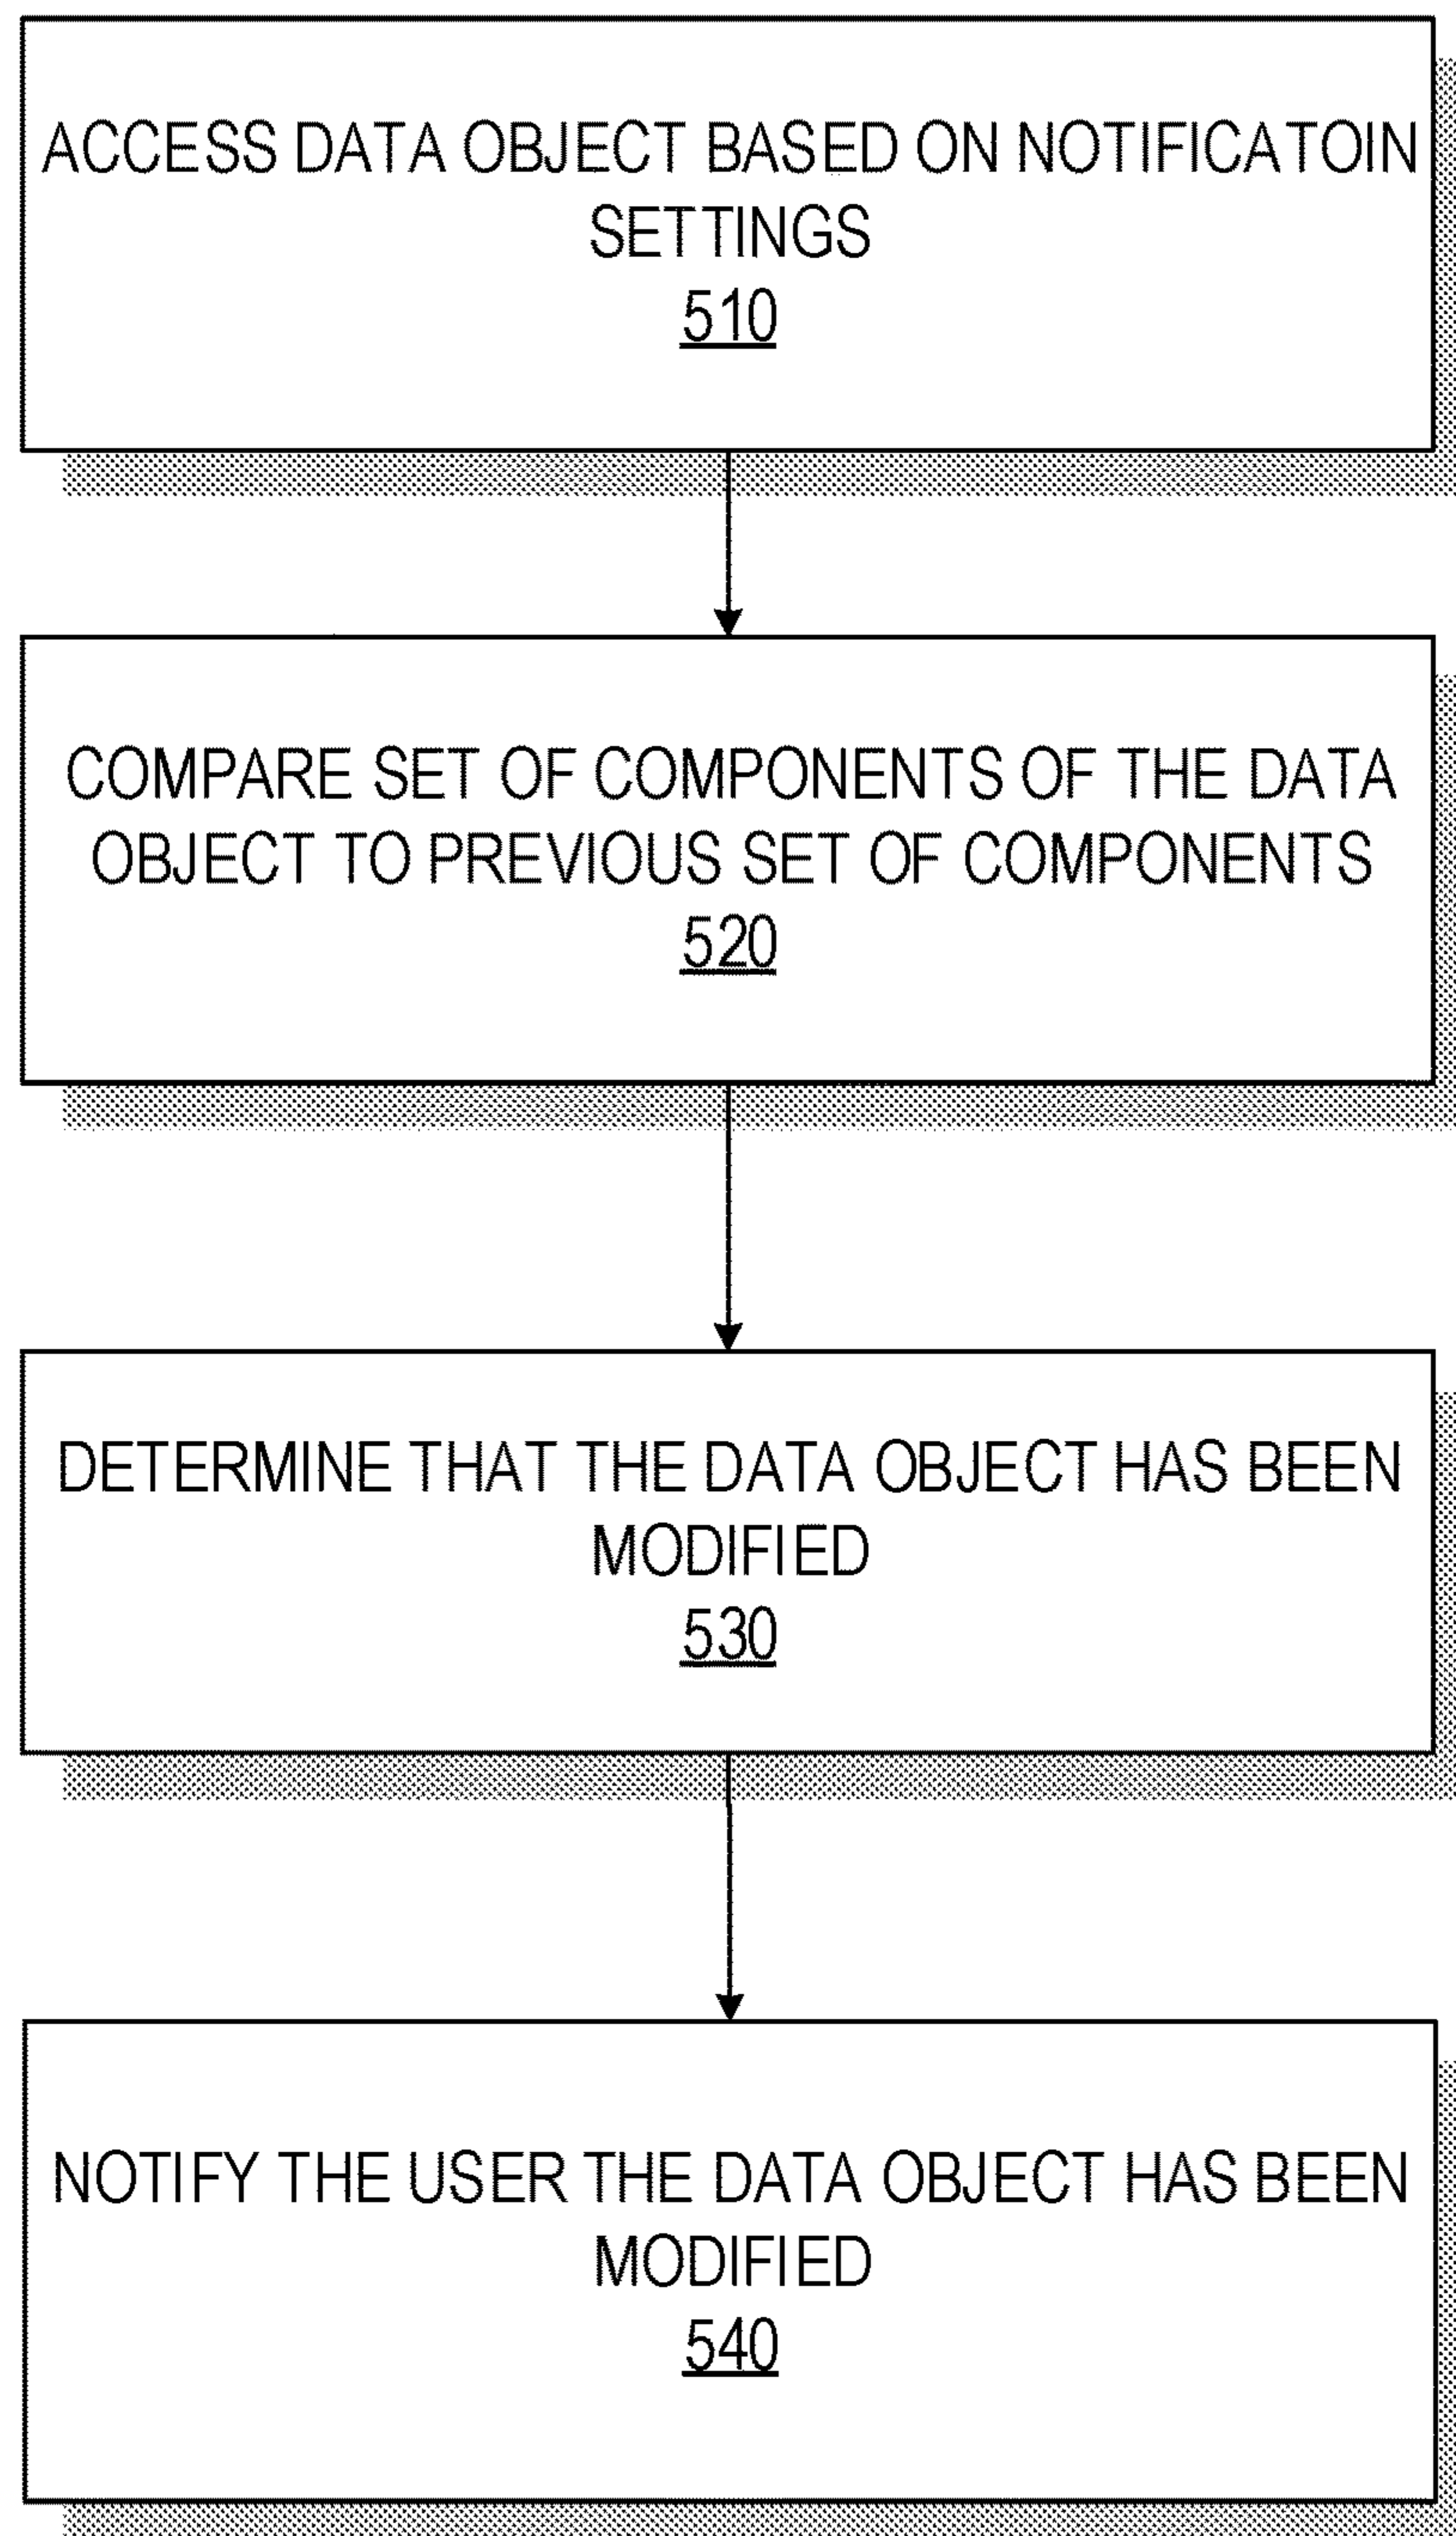 ACCESS DATA OBJECT BASED ON NOTIFICATOIN
SETTINGS
510
COMPARE SET OF COMPONENTS OF THE DATA
OBJECT TO PREVIOUS SET OF COMPONENTS
520
DETERMINE THAT THE DATA OBJECT HAS BEEN
MODIFIED
530
NOTIFY THE USER THE DATA OBJECT HAS BEEN
MODIFIED
540